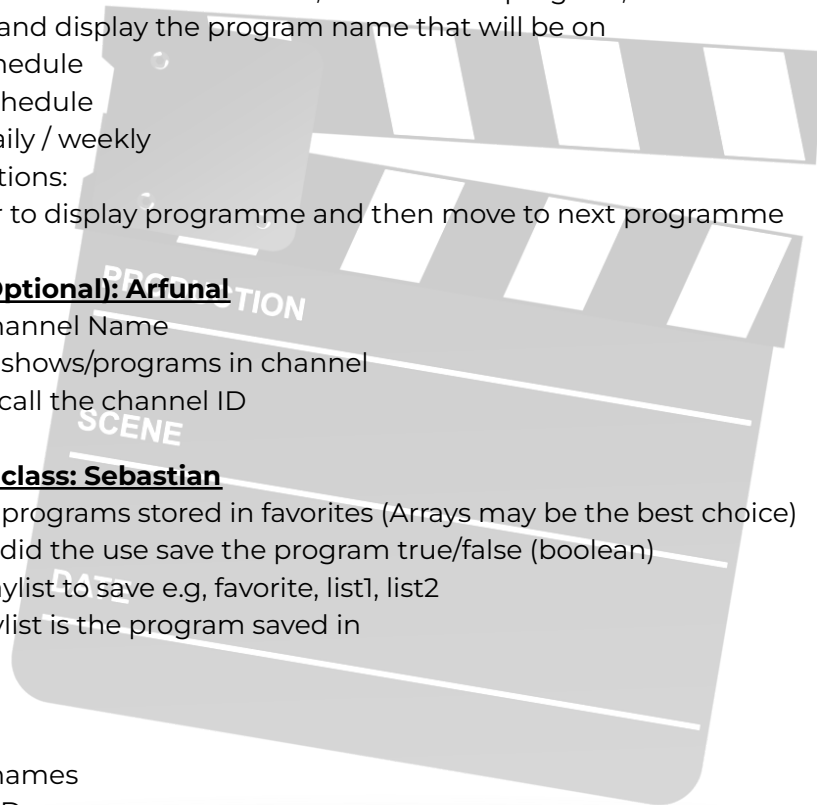 and display the program name that will be on
hedule
hedule
aily / weekly
tions:
r to display programme and then move to next programme
PRODUCTION
Optional): Arfunal
hannel Name
shows/programs in channel
call the channel ID
SCENE
class: Sebastian
programs stored in favorites (Arrays may be the best choice)
did the use save the program true/false (boolean)
DATE
ylist to save e.g, favorite, list1, list2
ylist is the program saved in
names